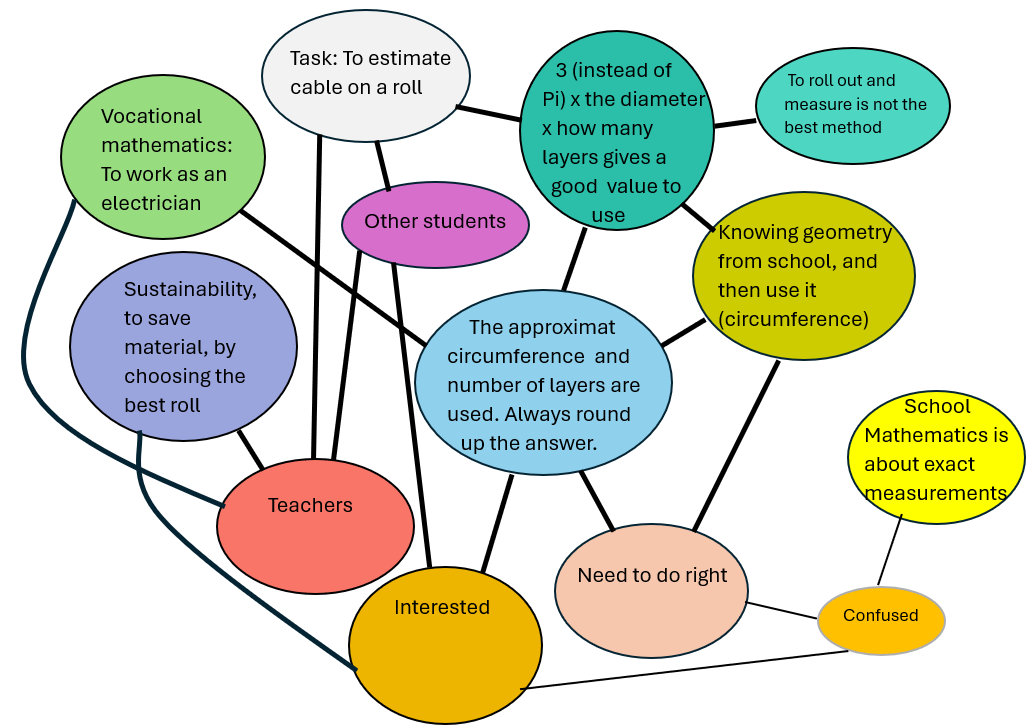 Task: To estimate
cable on a roll
3 (instead of
Pi) x the diameter
x how many
layers gives a
good value to
use
To roll out and
measure is not the
best method
Vocational
mathematics:
To work as an
electrician
Other students
Knowing geometry
from school, and
then use it
(circumference)
Sustainability,
to save
material, by
choosing the
best roll
The approximat
circumference and
number of layers are
used. Always round
up the answer.
School
Mathematics is
about exact
measurements
Teachers
Need to do right
Interested
Confused